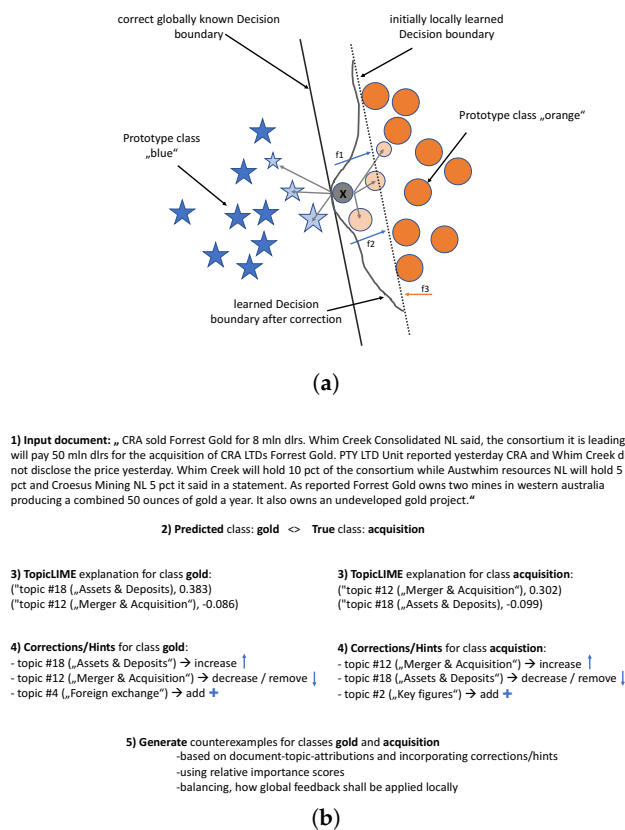 correct globally known Decision
boundary
initially locally learned
Decision boundary
Prototype class
„blue“
Prototype class „orange“
f1
X
f2
f3
learned Decision
boundary after correction
(a)
1) Input document: „ CRA sold Forrest Gold for 8 mln dlrs. Whim Creek Consolidated NL said, the consortium it is leading
will pay 50 mln dlrs for the acquisition of CRA LTDs Forrest Gold. PTY LTD Unit reported yesterday CRA and Whim Creek d
not disclose the price yesterday. Whim Creek will hold 10 pct of the consortium while Austwhim resources NL will hold 5
pct and Croesus Mining NL 5 pct it said in a statement. As reported Forrest Gold owns two mines in western australia
producing a combined 50 ounces of gold a year. It also owns an undeveloped gold project.“
2) Predicted class: gold <> True class: acquisition
3) TopicLIME explanation for class gold:
("topic #18 („Assets & Deposits), 0.383)
("topic #12 („Merger & Acquisition“), -0.086)
3) TopicLIME explanation for class acquisition:
("topic #12 („Merger & Acquisition“), 0.302)
("topic #18 („Assets & Deposits), -0.099)
4) Corrections/Hints for class gold:
- topic #18 („Assets & Deposits“) → increase ↑
- topic #12 („Merger & Acquisition“) → decrease / remove ↓
- topic #4 („Foreign exchange“) → add +
4) Corrections/Hints for class acquistion:
- topic #12 („Merger & Acquisition“) → increase ↑
- topic #18 („Assets & Deposits“) → decrease / remove ↓
- topic #2 („Key figures“) → add +
5) Generate counterexamples for classes gold and acquisition
-based on document-topic-attributions and incorporating corrections/hints
-using relative importance scores
-balancing, how global feedback shall be applied locally
(b)